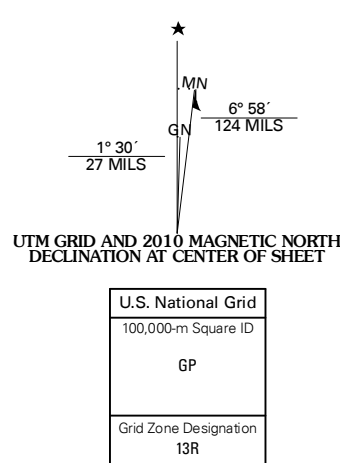 MN
GN
6° 58´
124 MILS
1° 30´
27 MILS
UTM GRID AND 2010 MAGNETIC NORTH
DECLINATION AT CENTER OF SHEET
U.S. National Grid
100,000-m Square ID
GP
Grid Zone Designation
13R